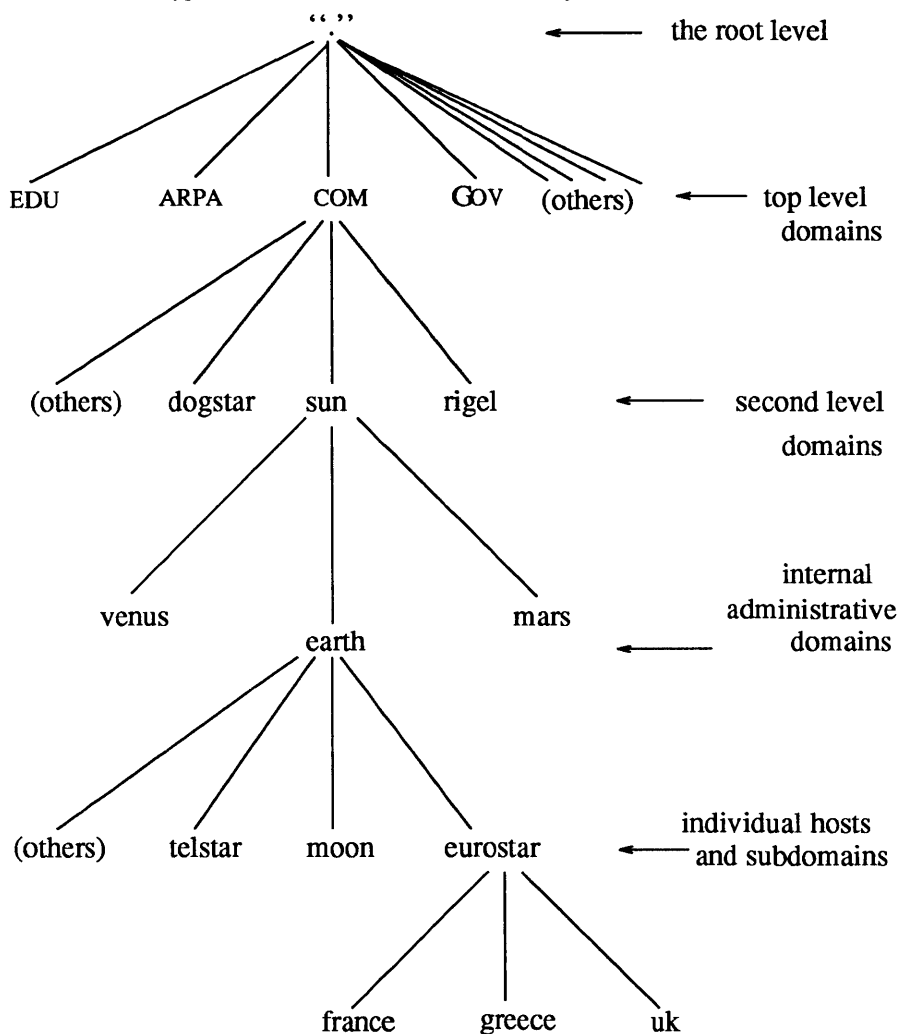 “.”
the root level
EDU ARPA COM GOV (others)
top level
domains
(others) dogstar sun rigel
second level
domains
venus mars
earth
internal
administrative
domains
(others) telstar moon eurostar
individual hosts
and subdomains
france greece uk